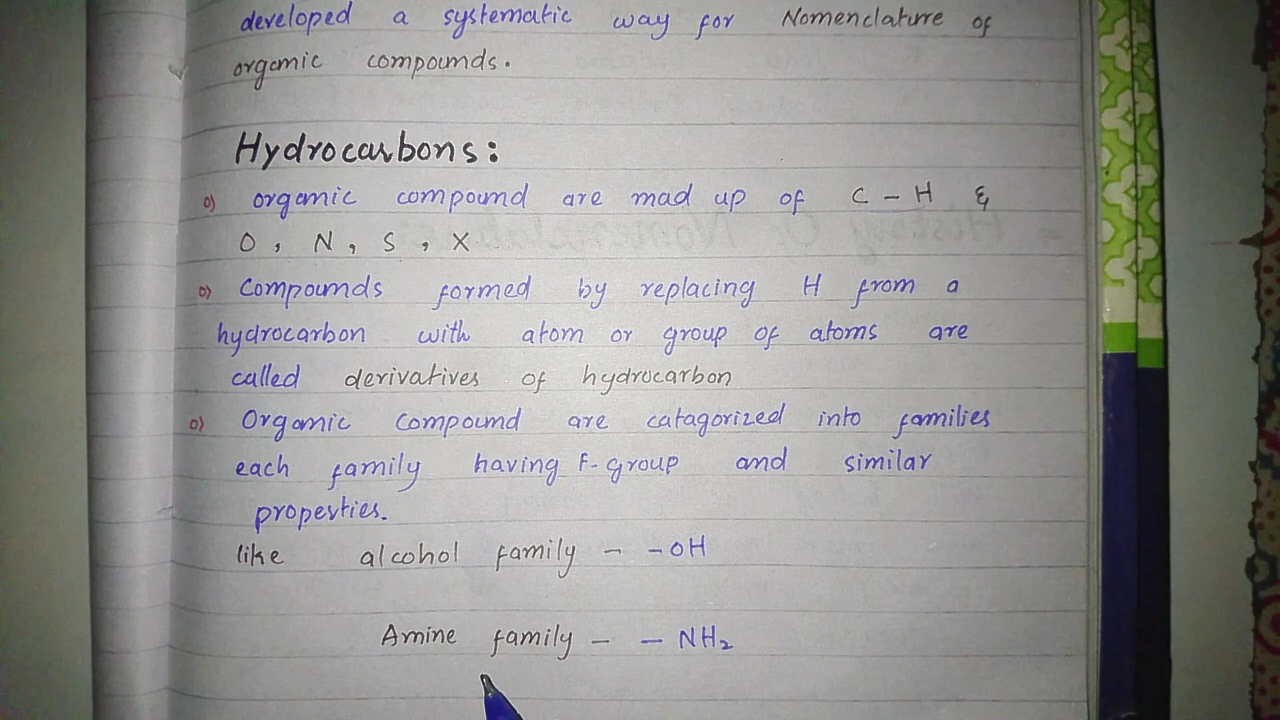 developed a systematic way for Nomenclature of
organic compounds.
Hydrocarbons:
o) organic compound are mad up of C - H &
O, N, S, X
o) Compounds formed by replacing H from a
hydrocarbon with atom or group of atoms are
called derivatives of hydrocarbon
o) Organic compound are catagorized into families
each family having F-group and similar
properties.
like alcohol family - -OH
Amine family - - NH₂